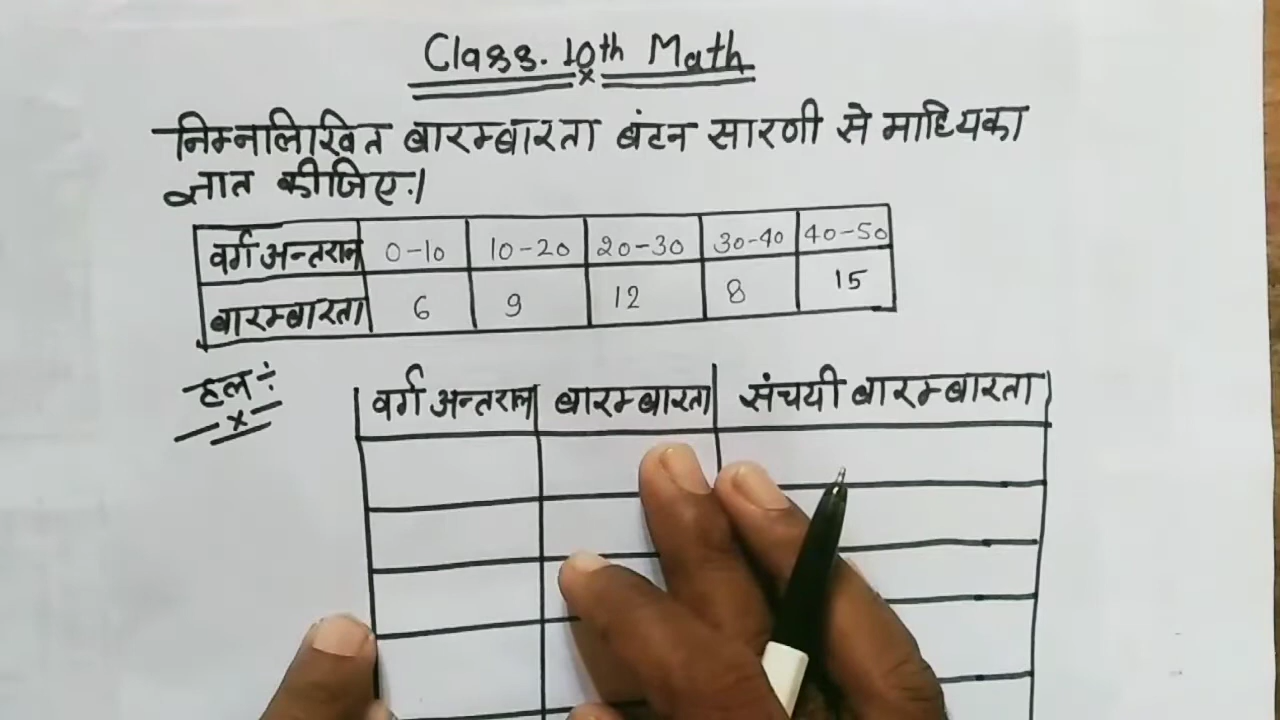 Class. 10th Math
निम्नलिखित बारम्बारता बंटन सारणी से माध्यिका
ज्ञात कीजिए।
वर्ग अन्तराल 0-10 10-20 20-30 30-40 40-50
बारम्बारता 6 9 12 8 15
हल ÷
वर्ग अन्तराल बारम्बारता संचयी बारम्बारता